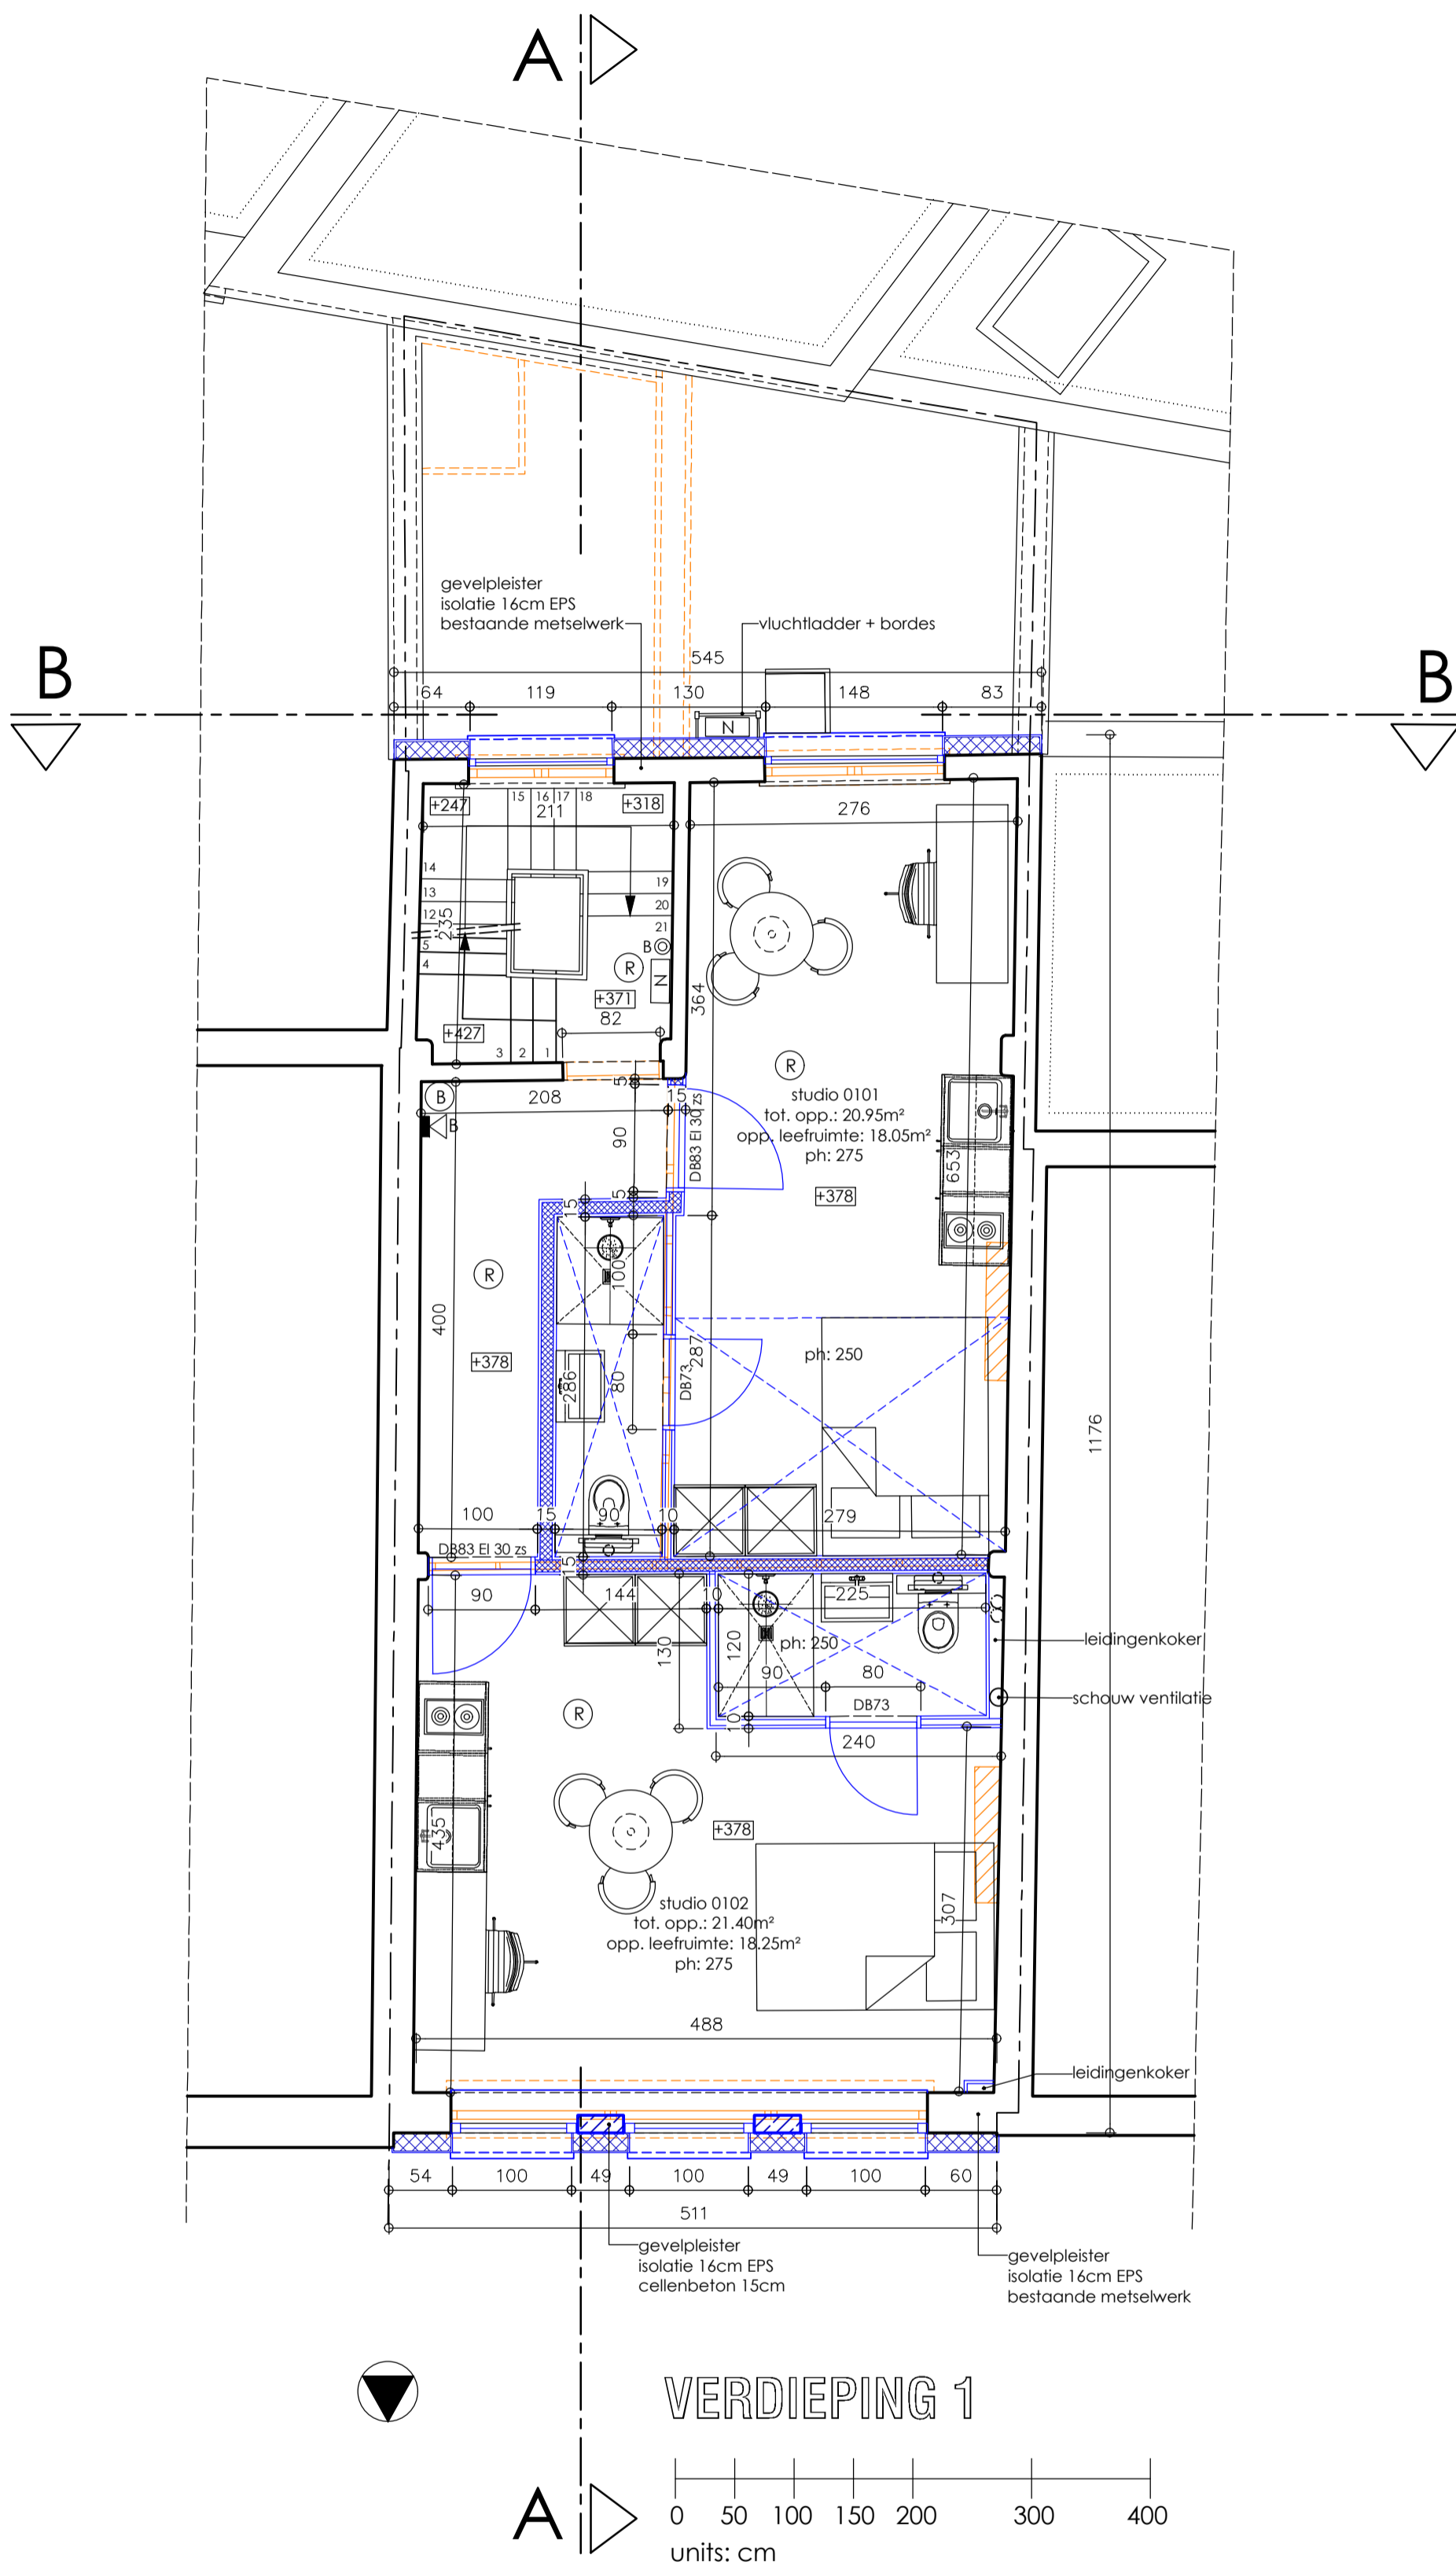 A
gevelpleister
isolatie 16cm EPS
bestaande metselwerk
vluchtladder + bordes
545
B
B
64
119
130
148
83
N
+247
15
16
17
18
+318
211
276
14
13
12
235
5
4
19
20
21
B
R
N
+371
82
+427
3
2
1
364
R
B
B
208
5
15
90
DB83 EI 30 zs
5
15
studio 0101
tot. opp.: 20.95m²
opp. leefruimte: 18.05m²
ph: 275
653
+378
R
100
400
+378
286
80
DB73
287
ph: 250
1176
100
15
90
10
279
DB83 EI 30 zs
15
90
144
10
225
130
120
ph: 250
leidingenkoker
90
80
DB73
schouw ventilatie
R
10
240
435
+378
studio 0102
tot. opp.: 21.40m²
opp. leefruimte: 18.25m²
ph: 275
307
488
leidingenkoker
54
100
49
100
49
100
60
511
gevelpleister
isolatie 16cm EPS
cellenbeton 15cm
gevelpleister
isolatie 16cm EPS
bestaande metselwerk
VERDIEPING 1
A
0 50 100 150 200 300 400
units: cm